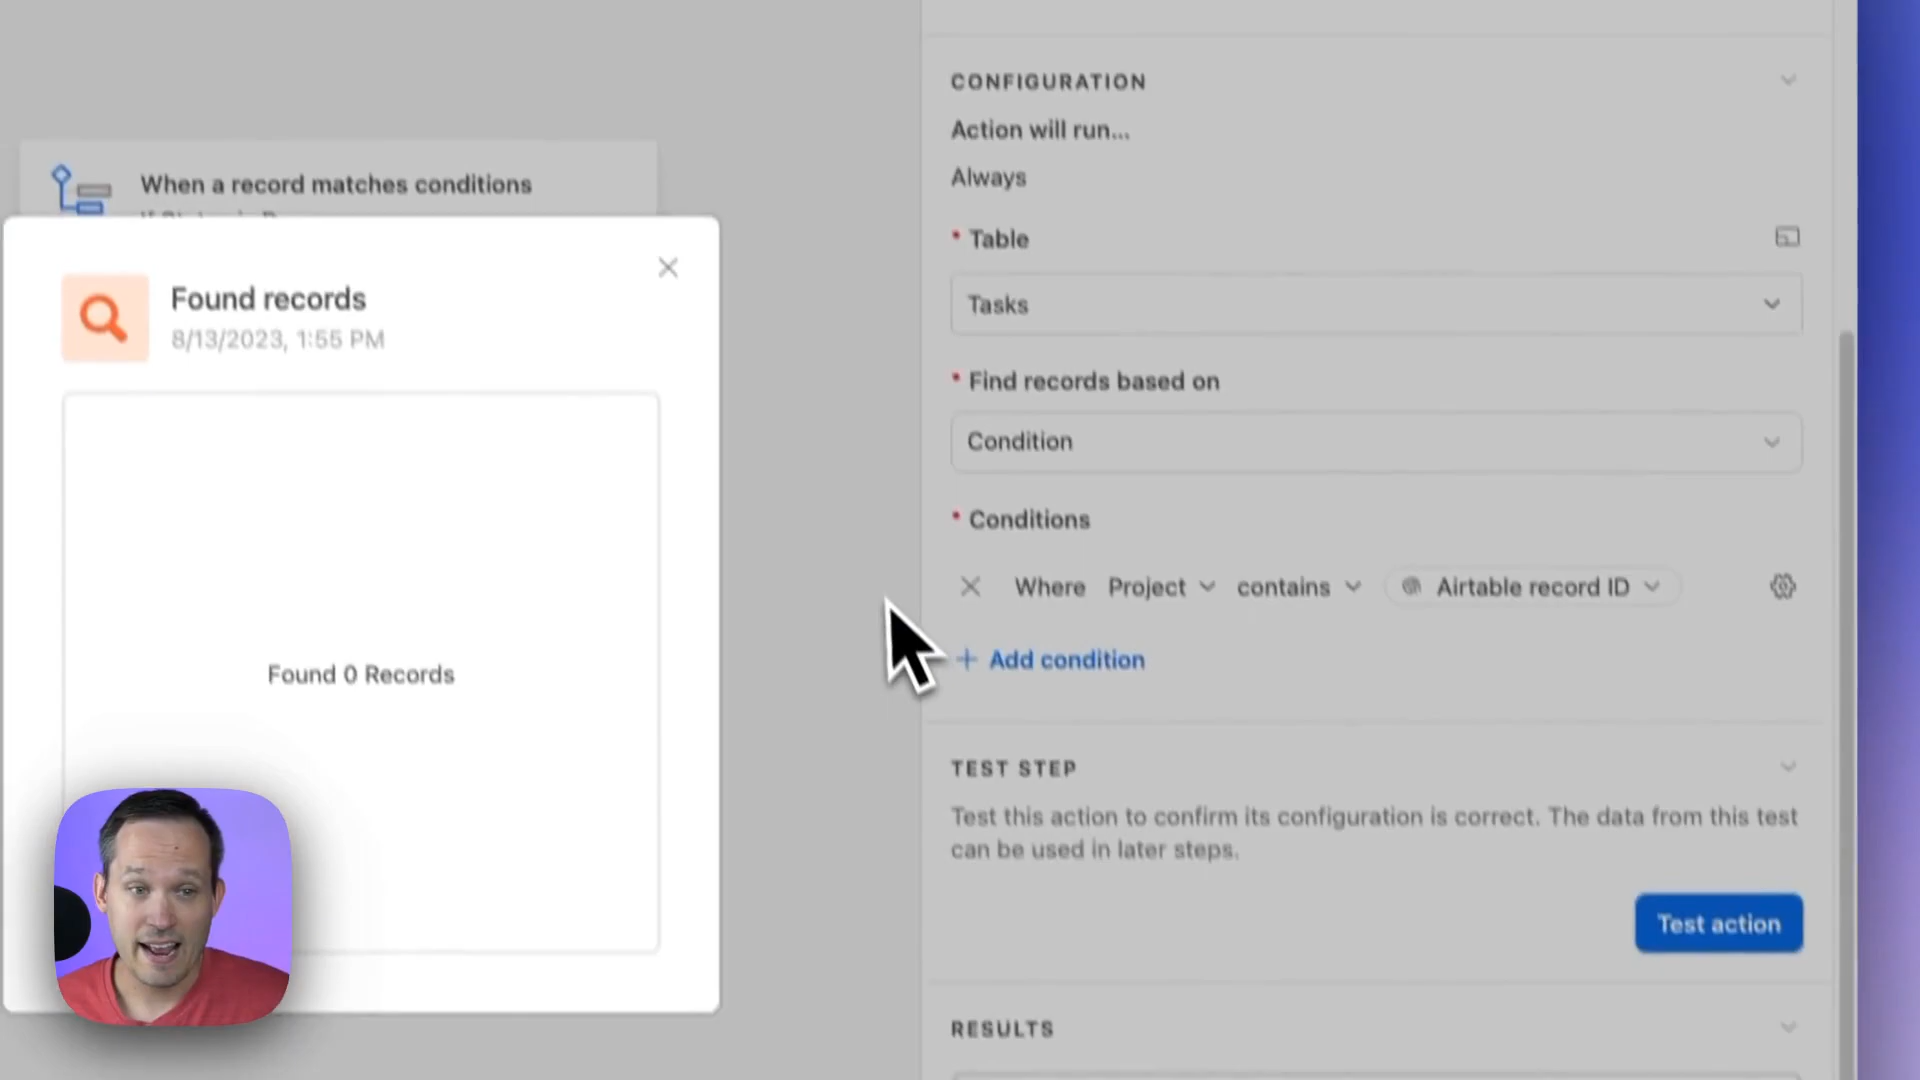 When a record matches conditions
Found records
8/13/2023, 1:55 PM
Found 0 Records
CONFIGURATION
Action will run...
Always
* Table
Tasks
* Find records based on
Condition
* Conditions
Where Project contains Airtable record ID
+ Add condition
TEST STEP
Test this action to confirm its configuration is correct. The data from this test
can be used in later steps.
Test action
RESULTS